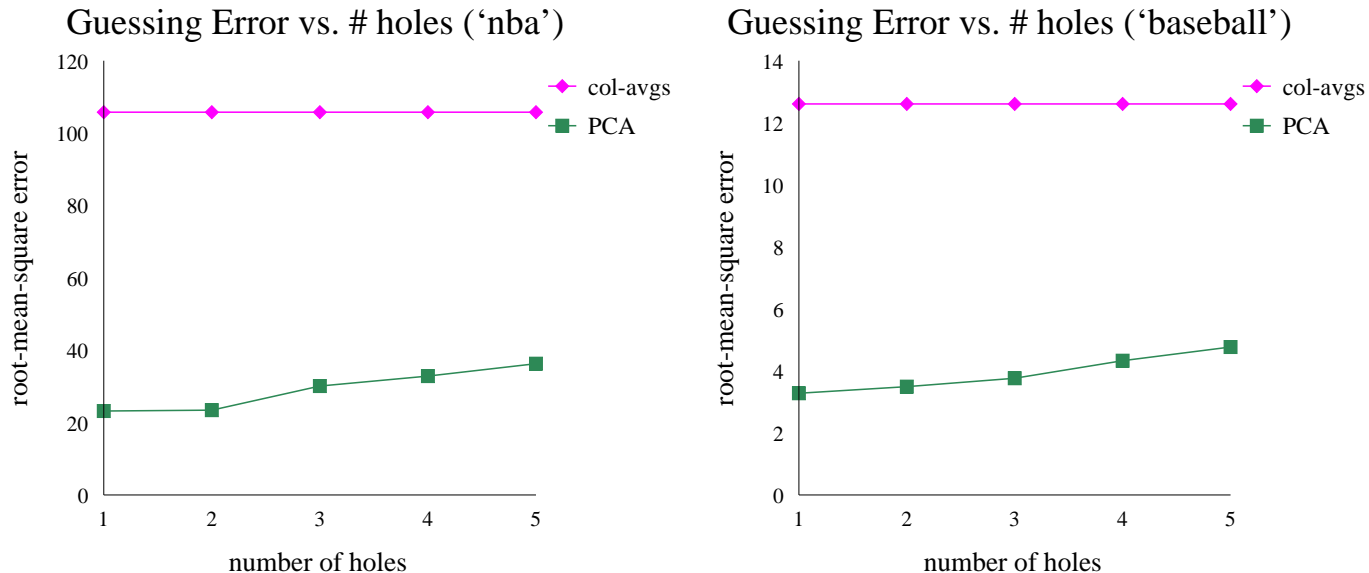 Guessing Error vs. # holes (‘nba’)
120
100
80
60
40
20
0
1 2 3 4 5
root-mean-square error
number of holes
col-avgs
PCA
Guessing Error vs. # holes (‘baseball’)
14
12
10
8
6
4
2
0
1 2 3 4 5
root-mean-square error
number of holes
col-avgs
PCA